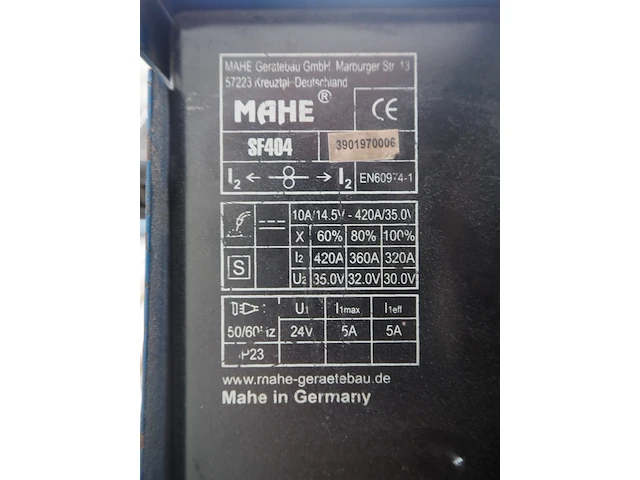 MAHE Gerätebau GmbH, Marburger Str. 13
57223 Kreuztal-Deutschland
MAHE ® CE
SF404 3901970006
I2 I2 EN60974-1
10A/14.5V - 420A/35.0V
X 60% 80% 100%
S I2 420A 360A 320A
U2 35.0V 32.0V 30.0V
U1 I1max I1eff
50/60Hz 24V 5A 5A
IP23
www.mahe-geraetebau.de
Mahe in Germany